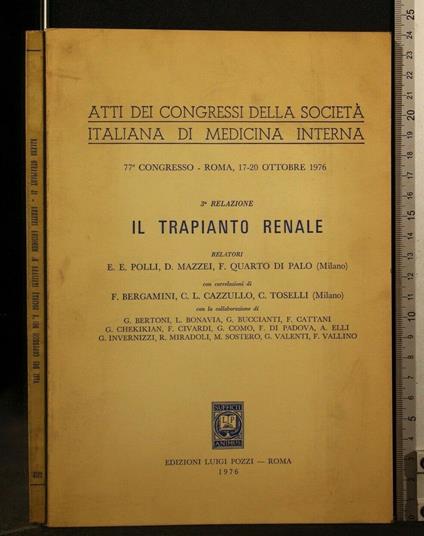 ATTI DEI CONGRESSI DELLA SOCIETÀ
ITALIANA DI MEDICINA INTERNA
77° CONGRESSO - ROMA, 17-20 OTTOBRE 1976
3ª RELAZIONE
IL TRAPIANTO RENALE
RELATORI
E. E. POLLI, D. MAZZEI, F. QUARTO DI PALO (Milano)
con correlazioni di
F. BERGAMINI, C. L. CAZZULLO, C. TOSELLI (Milano)
con la collaborazione di
G. BERTONI, L. BONAVIA, G. BUCCIANTI, F. CATTANI
G. CHEKIKIAN, F. CIVARDI, G. COMO, F. DI PADOVA, A. ELLI
G. INVERNIZZI, R. MIRADOLI, M. SOSTERO, G. VALENTI, F. VALLINO
SUFFICIT
LP
ANIMUS
EDIZIONI LUIGI POZZI — ROMA
1976